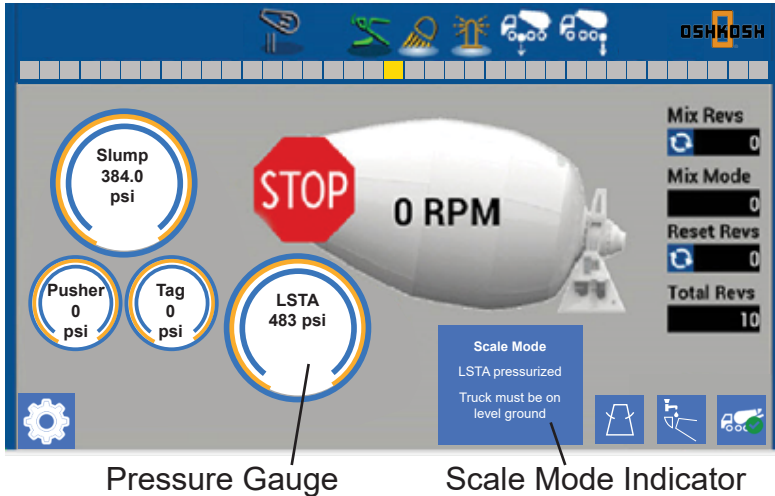 OSHKOSH
Slump
384.0
psi
STOP
0 RPM
Mix Revs
0
Mix Mode
0
Reset Revs
0
Total Revs
10
Pusher
0
psi
Tag
0
psi
LSTA
483 psi
Scale Mode
LSTA pressurized
Truck must be on
level ground
Pressure Gauge
Scale Mode Indicator